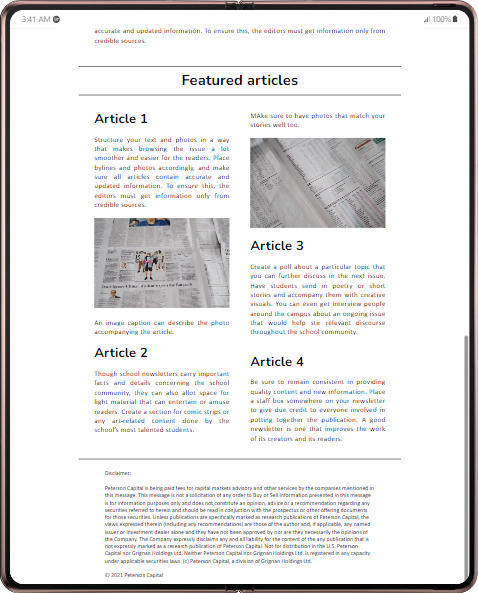 3:41 AM
100%
accurate and updated information. To ensure this, the editors must get information only from
credible sources.
Featured articles
Article 1
Structure your text and photos in a way
that makes browsing the issue a lot
smoother and easier for the readers. Place
bylines and photos accordingly, and make
sure all articles contain accurate and
updated information. To ensure this, the
editors must get information only from
credible sources.
An image caption can describe the photo
accompanying the article.
Article 2
Though school newsletters carry important
facts and details concerning the school
community, they can also allot space for
light material that can entertain or amuse
readers. Create a section for comic strips or
any art-related content done by the
school's most talented students.
MAke sure to have photos that match your
stories well too.
Article 3
Create a poll about a particular topic that
you can further discuss in the next issue.
Have students send in poetry or short
stories and accompany them with creative
visuals. You can even get interview people
around the campus about an ongoing issue
that would help stir relevant discourse
throughout the school community.
Article 4
Be sure to remain consistent in providing
quality content and new information. Place
a staff box somewhere on your newsletter
to give due credit to everyone involved in
putting together the publication. A good
newsletter is one that improves the work
of its creators and its readers.
Disclaimer:
Peterson Capital is being paid fees for capital markets advisory and other services by the companies mentioned in
this message. This message is not a solicitation of any order to Buy or Sell.Information presented in this message
is for information purposes only and does not constitute an opinion, advice or a recommendation regarding any
securities referred to herein and should be read in conjunction with the prospectus or other offering documents
for those securities. Unless publications are specifically marked as research publications of Peterson Capital, the
views expressed therein (including any recommendations) are those of the author and, if applicable, any named
issuer or investment dealer alone and they have not been approved by nor are they necessarily the opinions of
the Company. The Company expressly disclaims any and all liability for the content of the any publication that is
not expressly marked as a research publication of Peterson Capital. Not for distribution in the U.S. Peterson
Capital nor Grignan Holdings Ltd. Neither Peterson Capital nor Grignan Holdings Ltd. is registered in any capacity
under applicable securities laws. (c) Peterson Capital, a division of Grignan Holdings Ltd.
© 2021 Peterson Capital